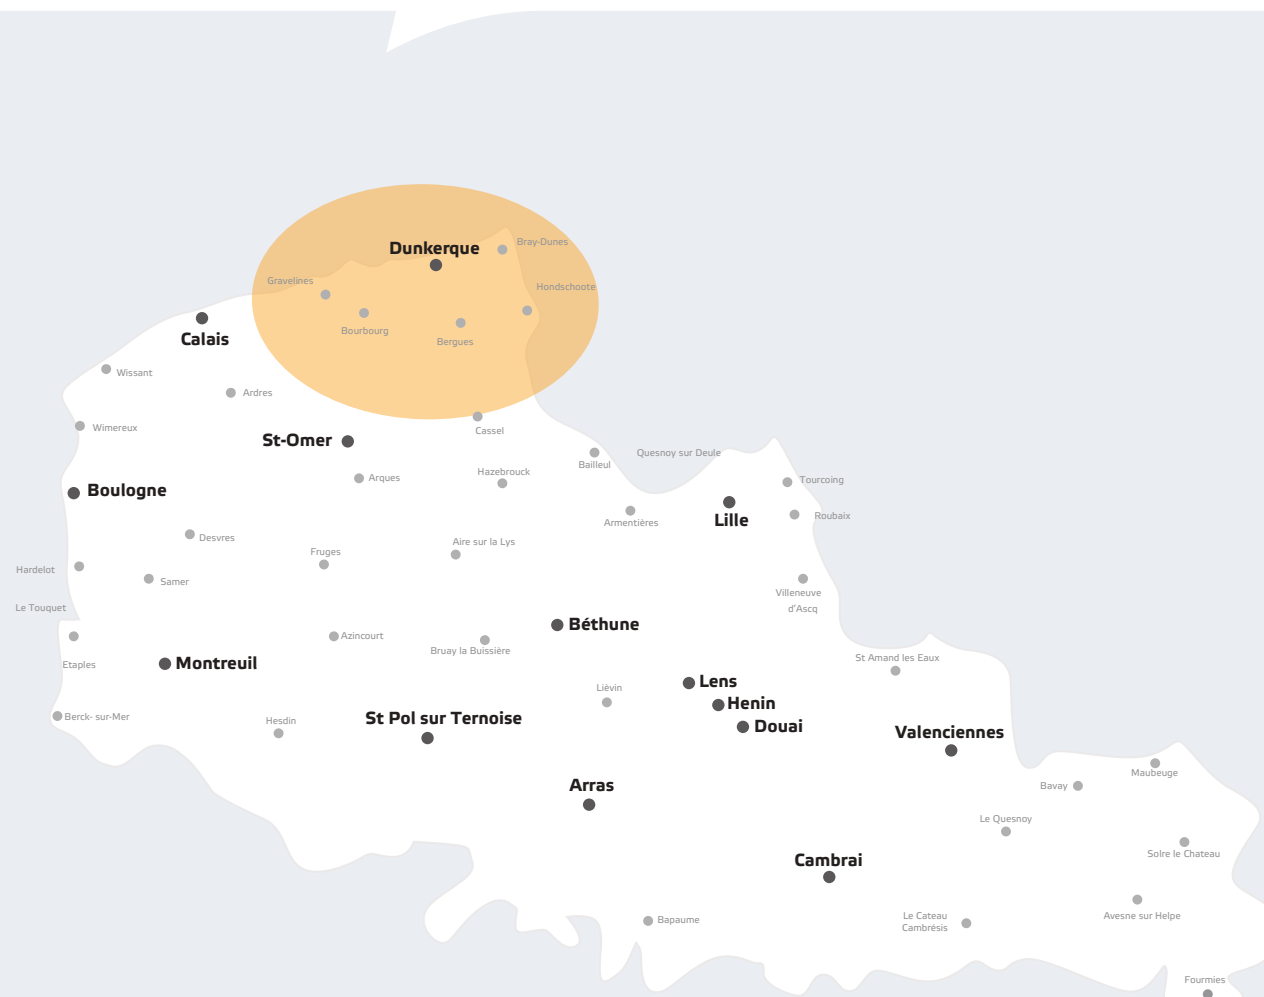 Dunkerque
Bray-Dunes
Gravelines
Hondschoote
Bourbourg
Bergues
Calais
Wissant
Ardres
Wimereux
Cassel
St-Omer
Quesnoy sur Deule
Bailleul
Hazebrouck
Arques
Tourcoing
Boulogne
Roubaix
Lille
Armentières
Desvres
Aire sur la Lys
Fruges
Hardelot
Samer
Villeneuve
d'Ascq
Le Touquet
Béthune
Azincourt
Bruay la Buissière
St Amand les Eaux
Etaples
Montreuil
Lens
Lièvin
Henin
Berck- sur-Mer
Hesdin
St Pol sur Ternoise
Douai
Valenciennes
Maubeuge
Arras
Bavay
Le Quesnoy
Solre le Chateau
Cambrai
Bapaume
Le Cateau
Cambrésis
Avesne sur Helpe
Fourmies